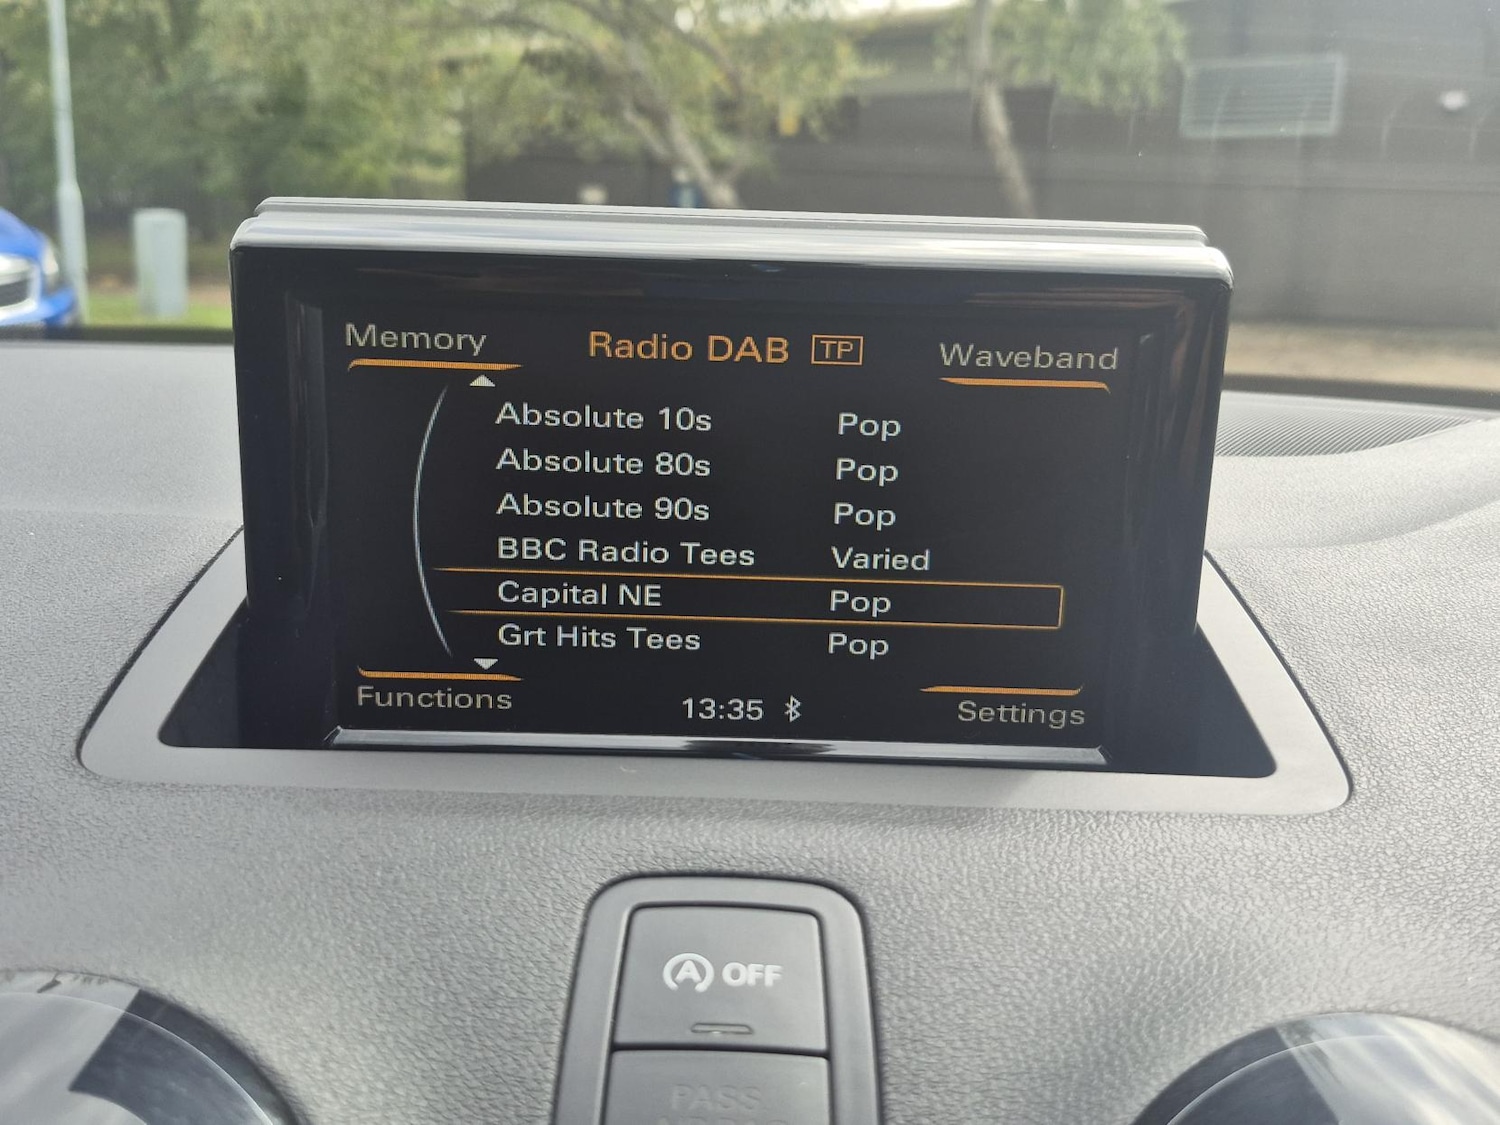 Memory Radio DAB TP Waveband
Absolute 10s Pop
Absolute 80s Pop
Absolute 90s Pop
BBC Radio Tees Varied
Capital NE Pop
Grt Hits Tees Pop
Functions 13:35 Settings
A OFF
PASS